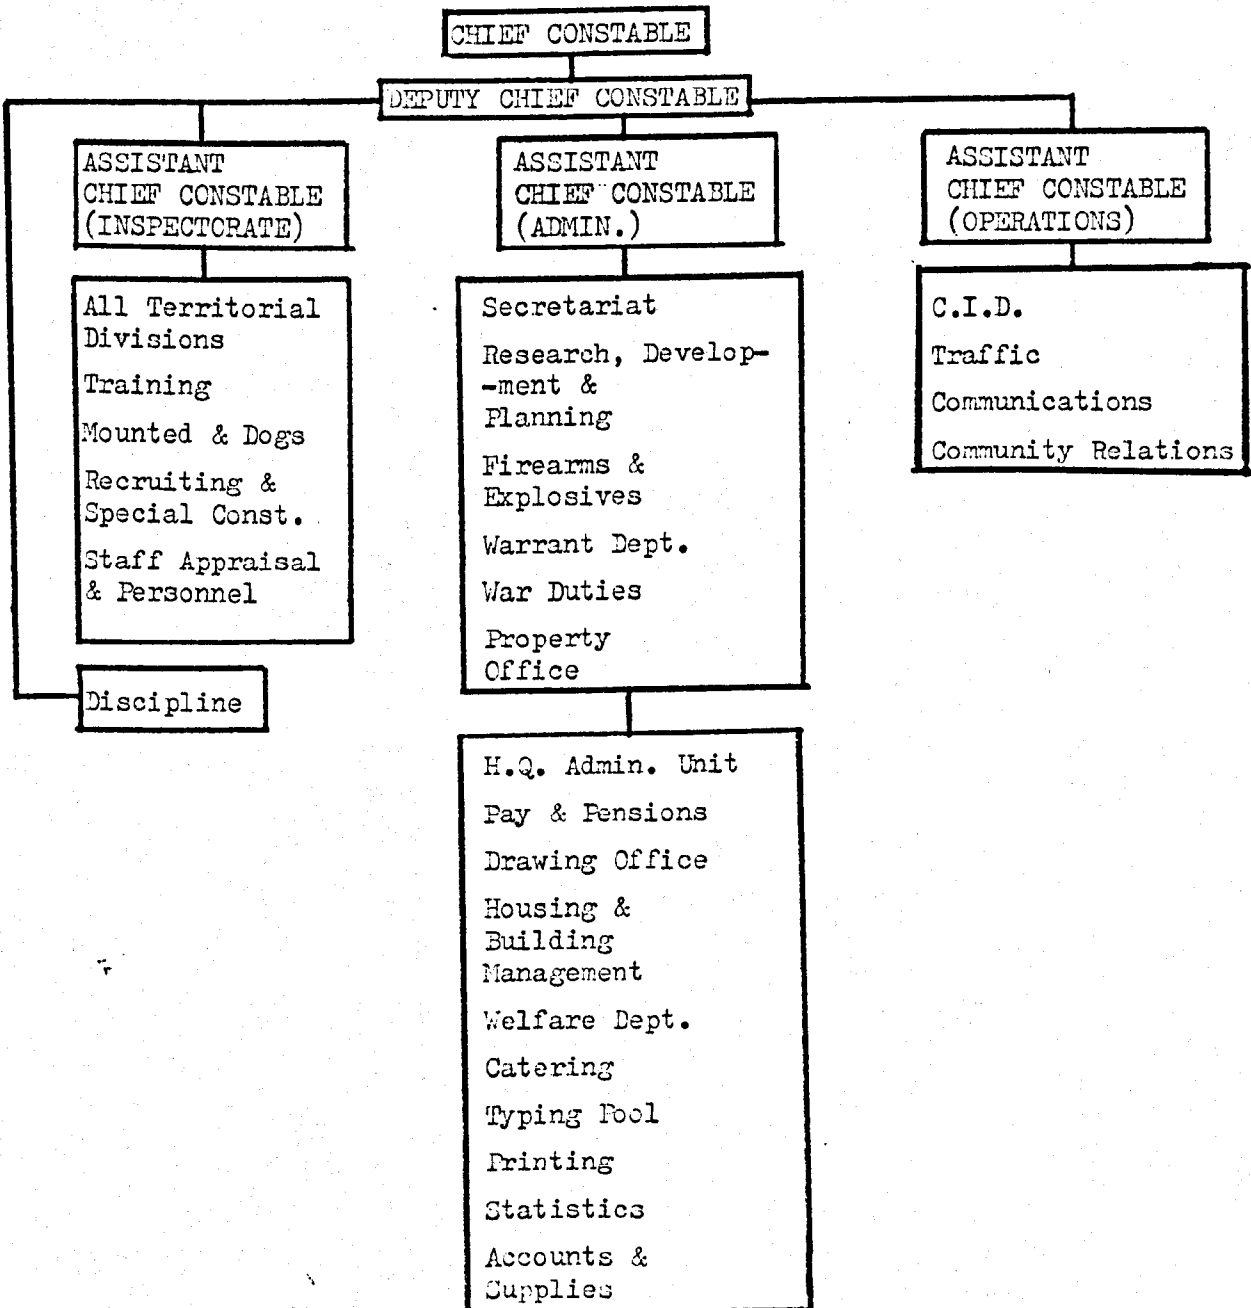 CHIEF CONSTABLE
DEPUTY CHIEF CONSTABLE
ASSISTANT
CHIEF CONSTABLE
(INSPECTORATE)
All Territorial
Divisions
Training
Mounted & Dogs
Recruiting &
Special Const.
Staff Appraisal
& Personnel
Discipline
ASSISTANT
CHIEF CONSTABLE
(ADMIN.)
Secretariat
Research, Develop-
-ment &
Planning
Firearms &
Explosives
Warrant Dept.
War Duties
Property
Office
H.Q. Admin. Unit
Pay & Pensions
Drawing Office
Housing &
Building
Management
Welfare Dept.
Catering
Typing Pool
Printing
Statistics
Accounts &
Supplies
ASSISTANT
CHIEF CONSTABLE
(OPERATIONS)
C.I.D.
Traffic
Communications
Community Relations